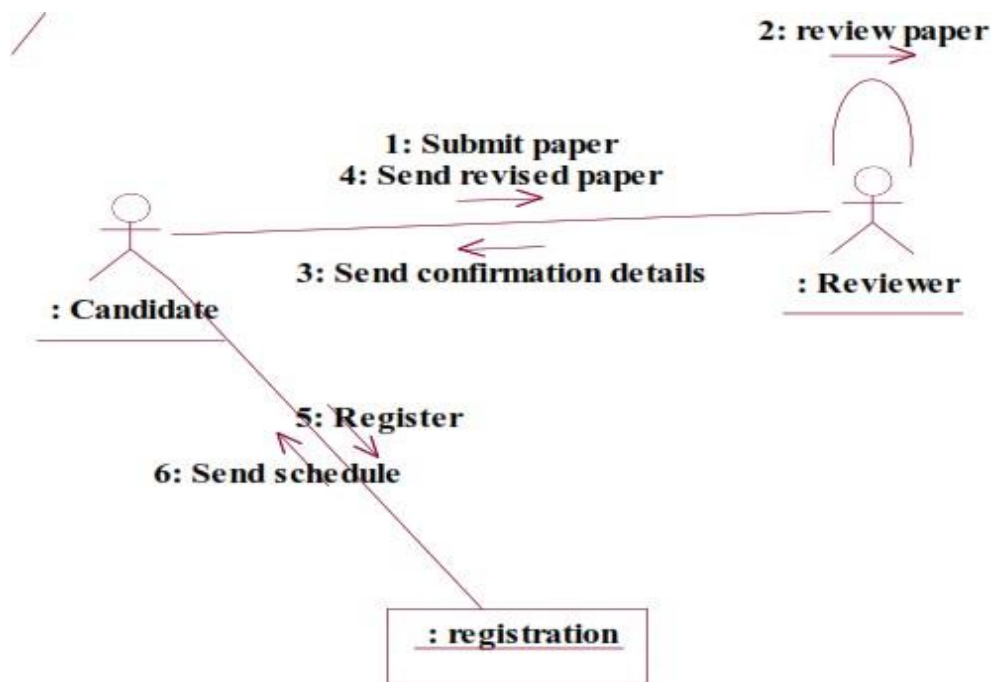 2: review paper
1: Submit paper
4: Send revised paper
3: Send confirmation details
: Reviewer
: Candidate
5: Register
6: Send schedule
: registration